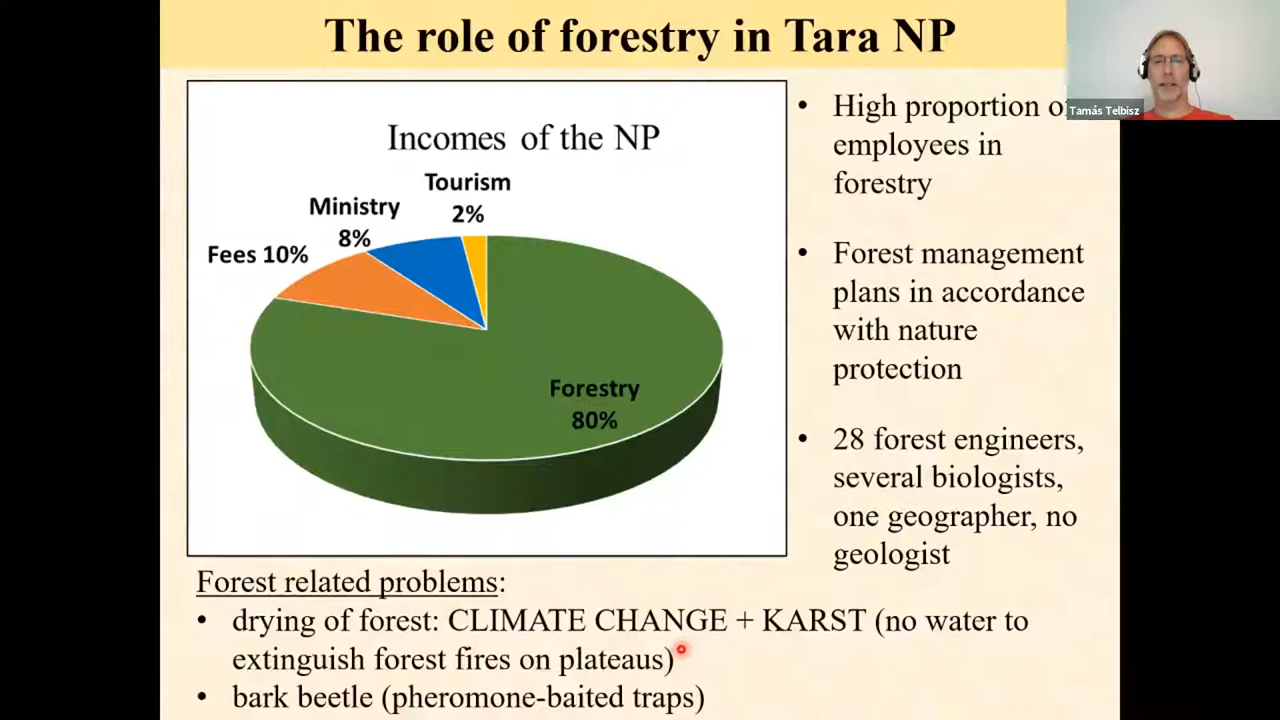 The role of forestry in Tara NP
Tamás Telbisz
Incomes of the NP
Tourism
2%
Ministry
8%
Fees 10%
Forestry
80%
• High proportion
employees in
forestry
• Forest management
plans in accordance
with nature
protection
• 28 forest engineers,
several biologists,
one geographer, no
geologist
Forest related problems:
• drying of forest: CLIMATE CHANGE + KARST (no water to
extinguish forest fires on plateaus)
• bark beetle (pheromone-baited traps)